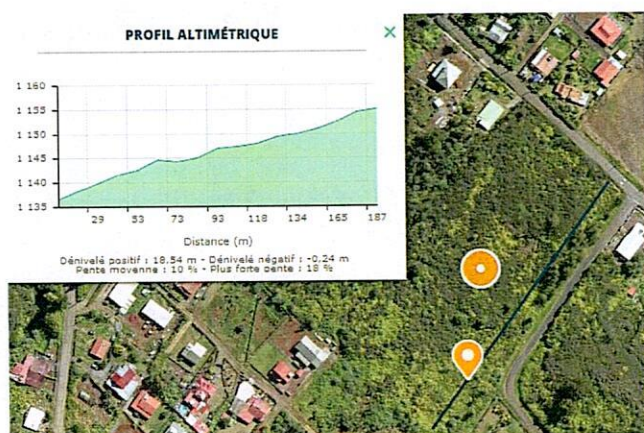 PROFIL ALTIMÉTRIQUE
×
1 160
1 155
1 150
1 145
1 140
1 135
29 53 73 93 118 134 165 187
Distance (m)
Dénivelé positif : 18,54 m - Dénivelé négatif : -0,24 m
Pente moyenne : 10 % - Plus forte pente : 18 %